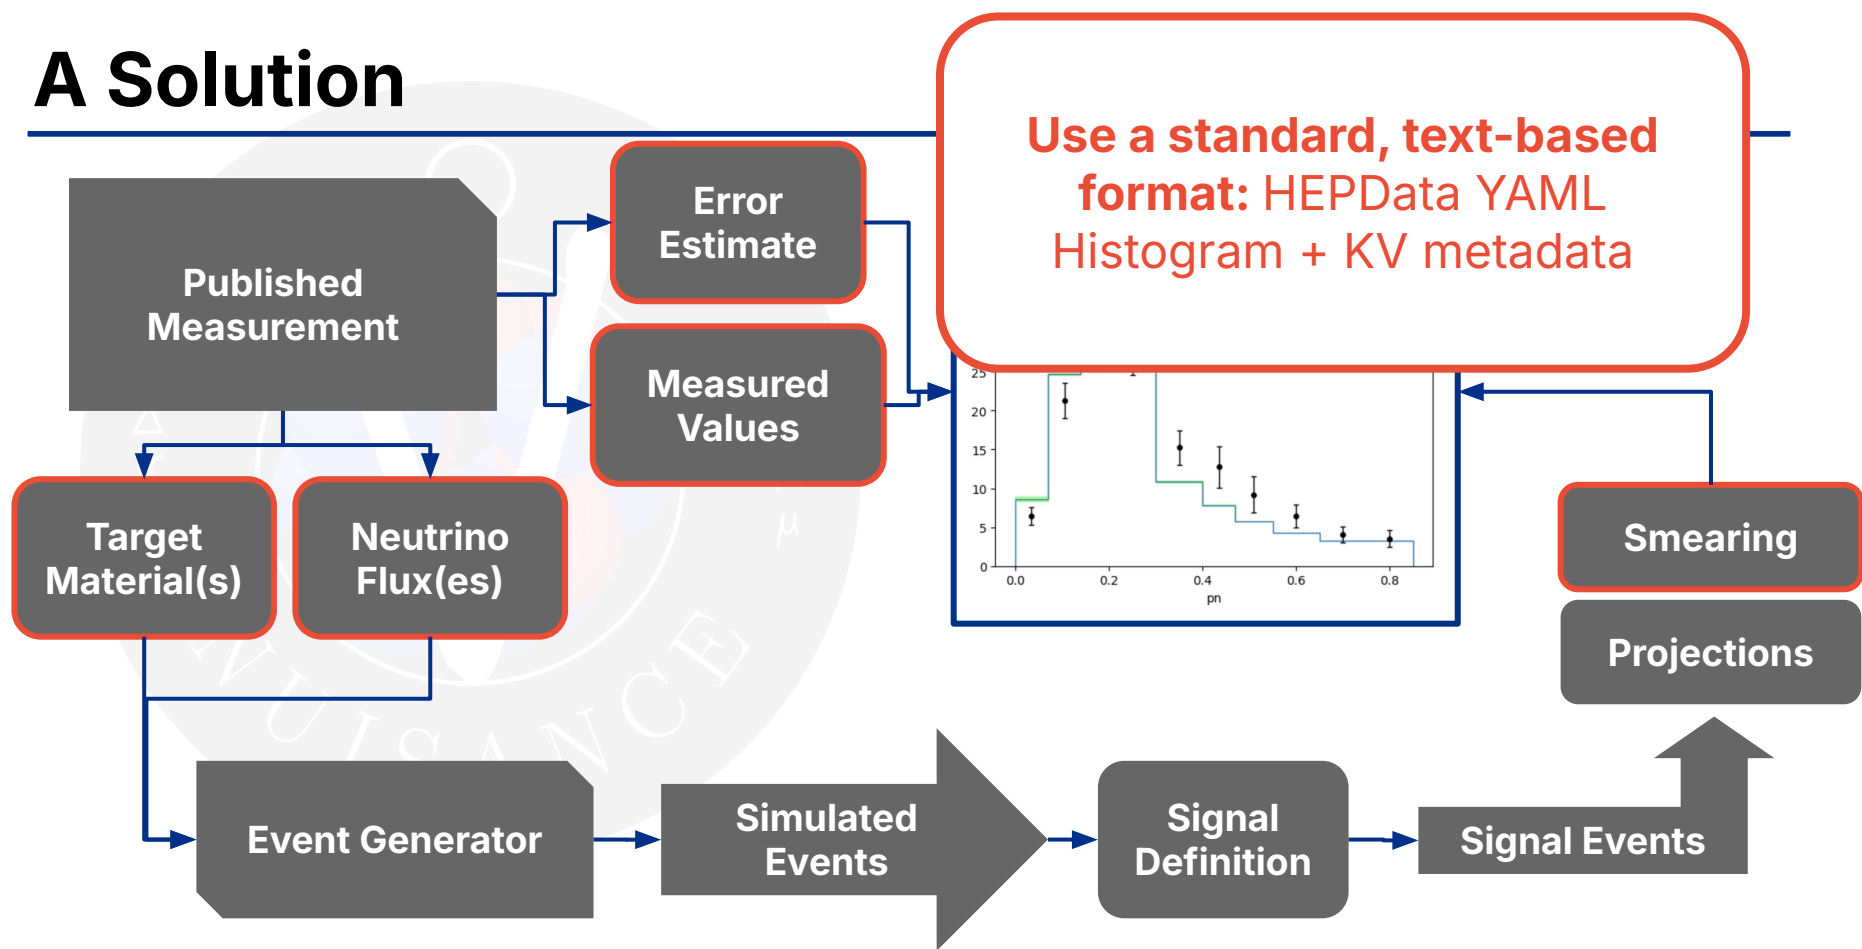 A Solution
Use a standard, text-based
format: HEPData YAML
Histogram + KV metadata
Error
Estimate
Published
Measurement
Measured
Values
25
20
15
10
5
0
0.0 0.2 0.4 0.6 0.8
pn
Target
Material(s)
Neutrino
Flux(es)
Smearing
Projections
NUISANCE
μ
Event Generator
Simulated
Events
Signal
Definition
Signal Events